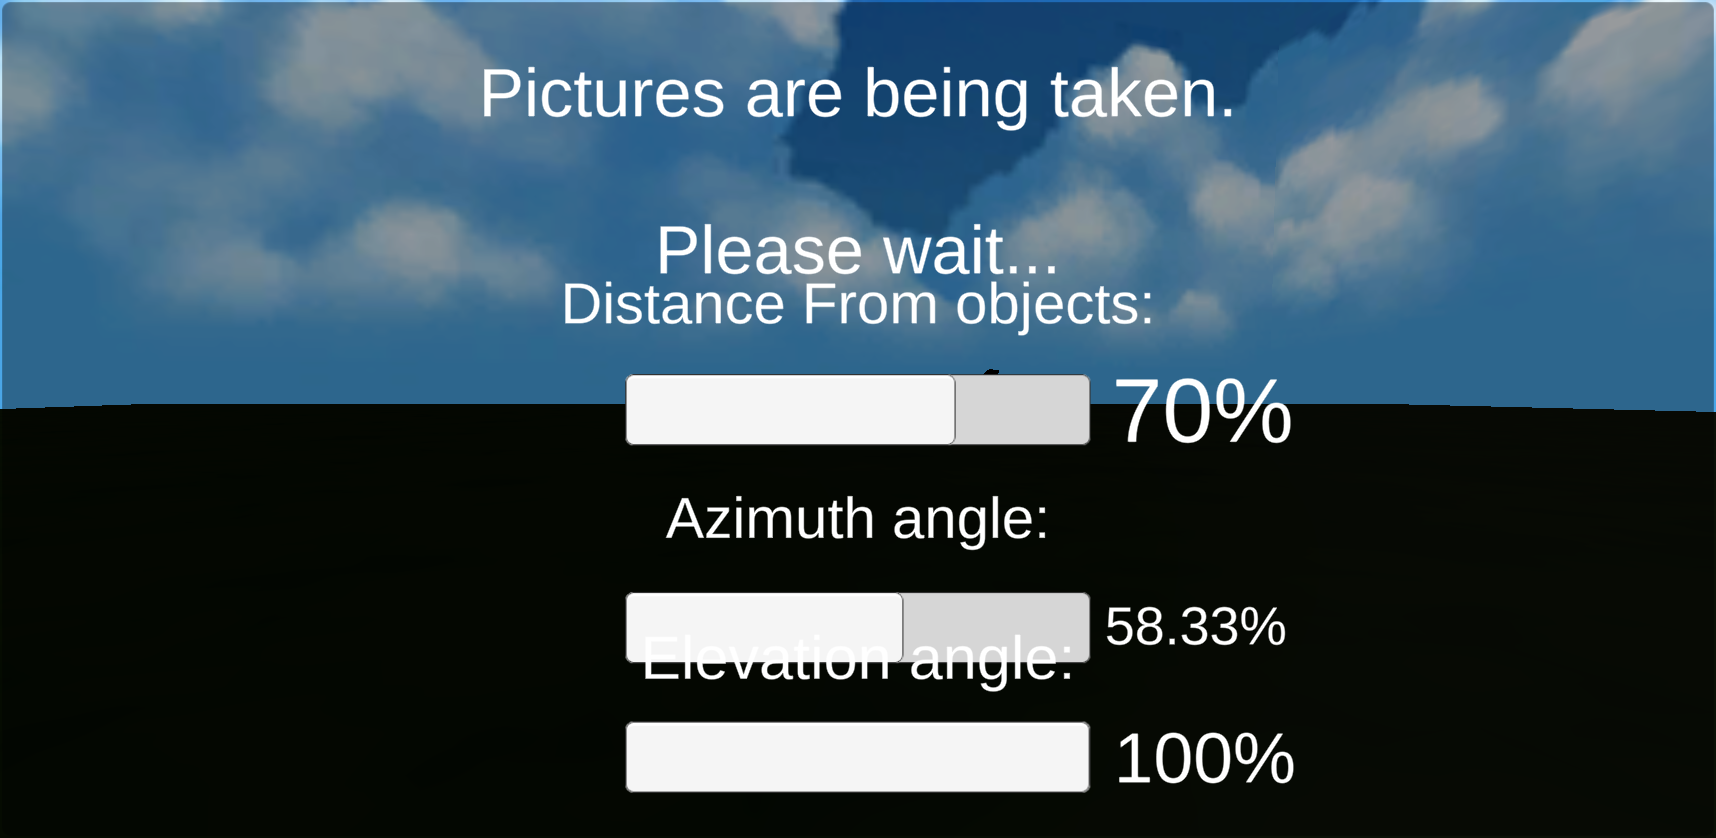 Pictures are being taken.
Please wait...
Distance From objects:
70%
Azimuth angle:
58.33%
Elevation angle:
100%